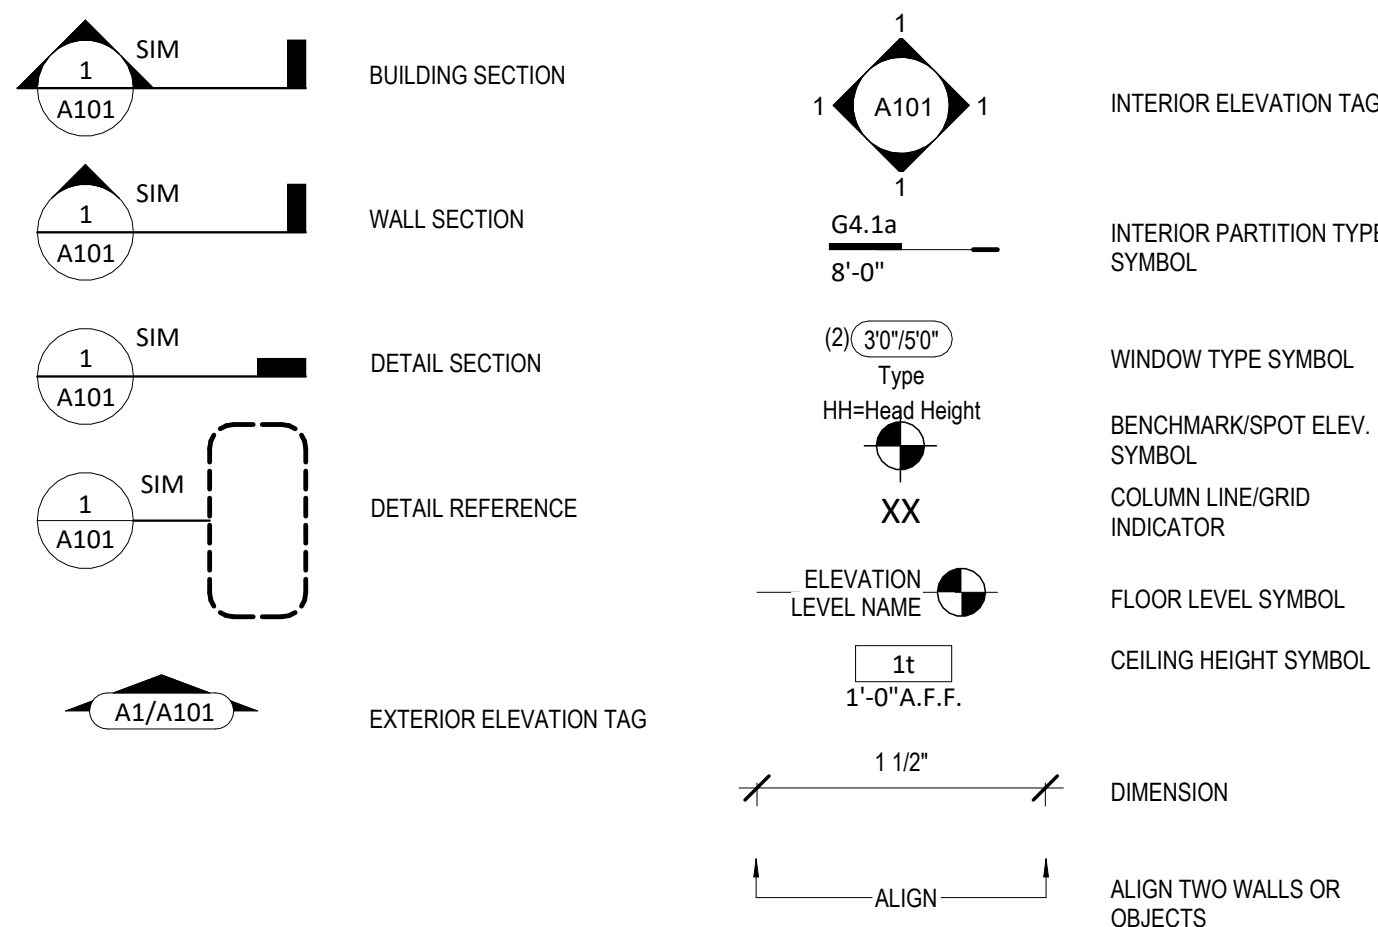 SIM
1
A101
BUILDING SECTION
SIM
1
A101
WALL SECTION
SIM
1
A101
DETAIL SECTION
SIM
1
A101
DETAIL REFERENCE
A1/A101
EXTERIOR ELEVATION TAG
1
1 A101 1
1
INTERIOR ELEVATION TAG
G4.1a
8'-0"
INTERIOR PARTITION TYPE
SYMBOL
(2) 3'0"/5'0"
Type
HH=Head Height
WINDOW TYPE SYMBOL
BENCHMARK/SPOT ELEV.
SYMBOL
XX
COLUMN LINE/GRID
INDICATOR
ELEVATION
LEVEL NAME
FLOOR LEVEL SYMBOL
1t
1'-0"A.F.F.
CEILING HEIGHT SYMBOL
1 1/2"
DIMENSION
ALIGN
ALIGN TWO WALLS OR
OBJECTS